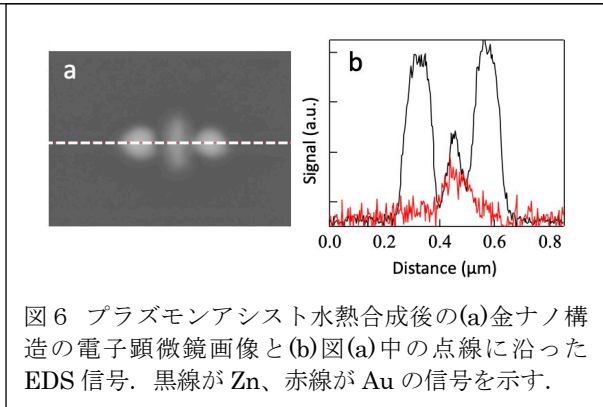 a
b
Signal (a.u.)
0.0 0.2 0.4 0.6 0.8
Distance (μm)
図6 プラズモンアシスト水熱合成後の(a)金ナノ構
造の電子顕微鏡画像と(b)図(a)中の点線に沿った
EDS 信号．黒線が Zn、赤線が Au の信号を示す．